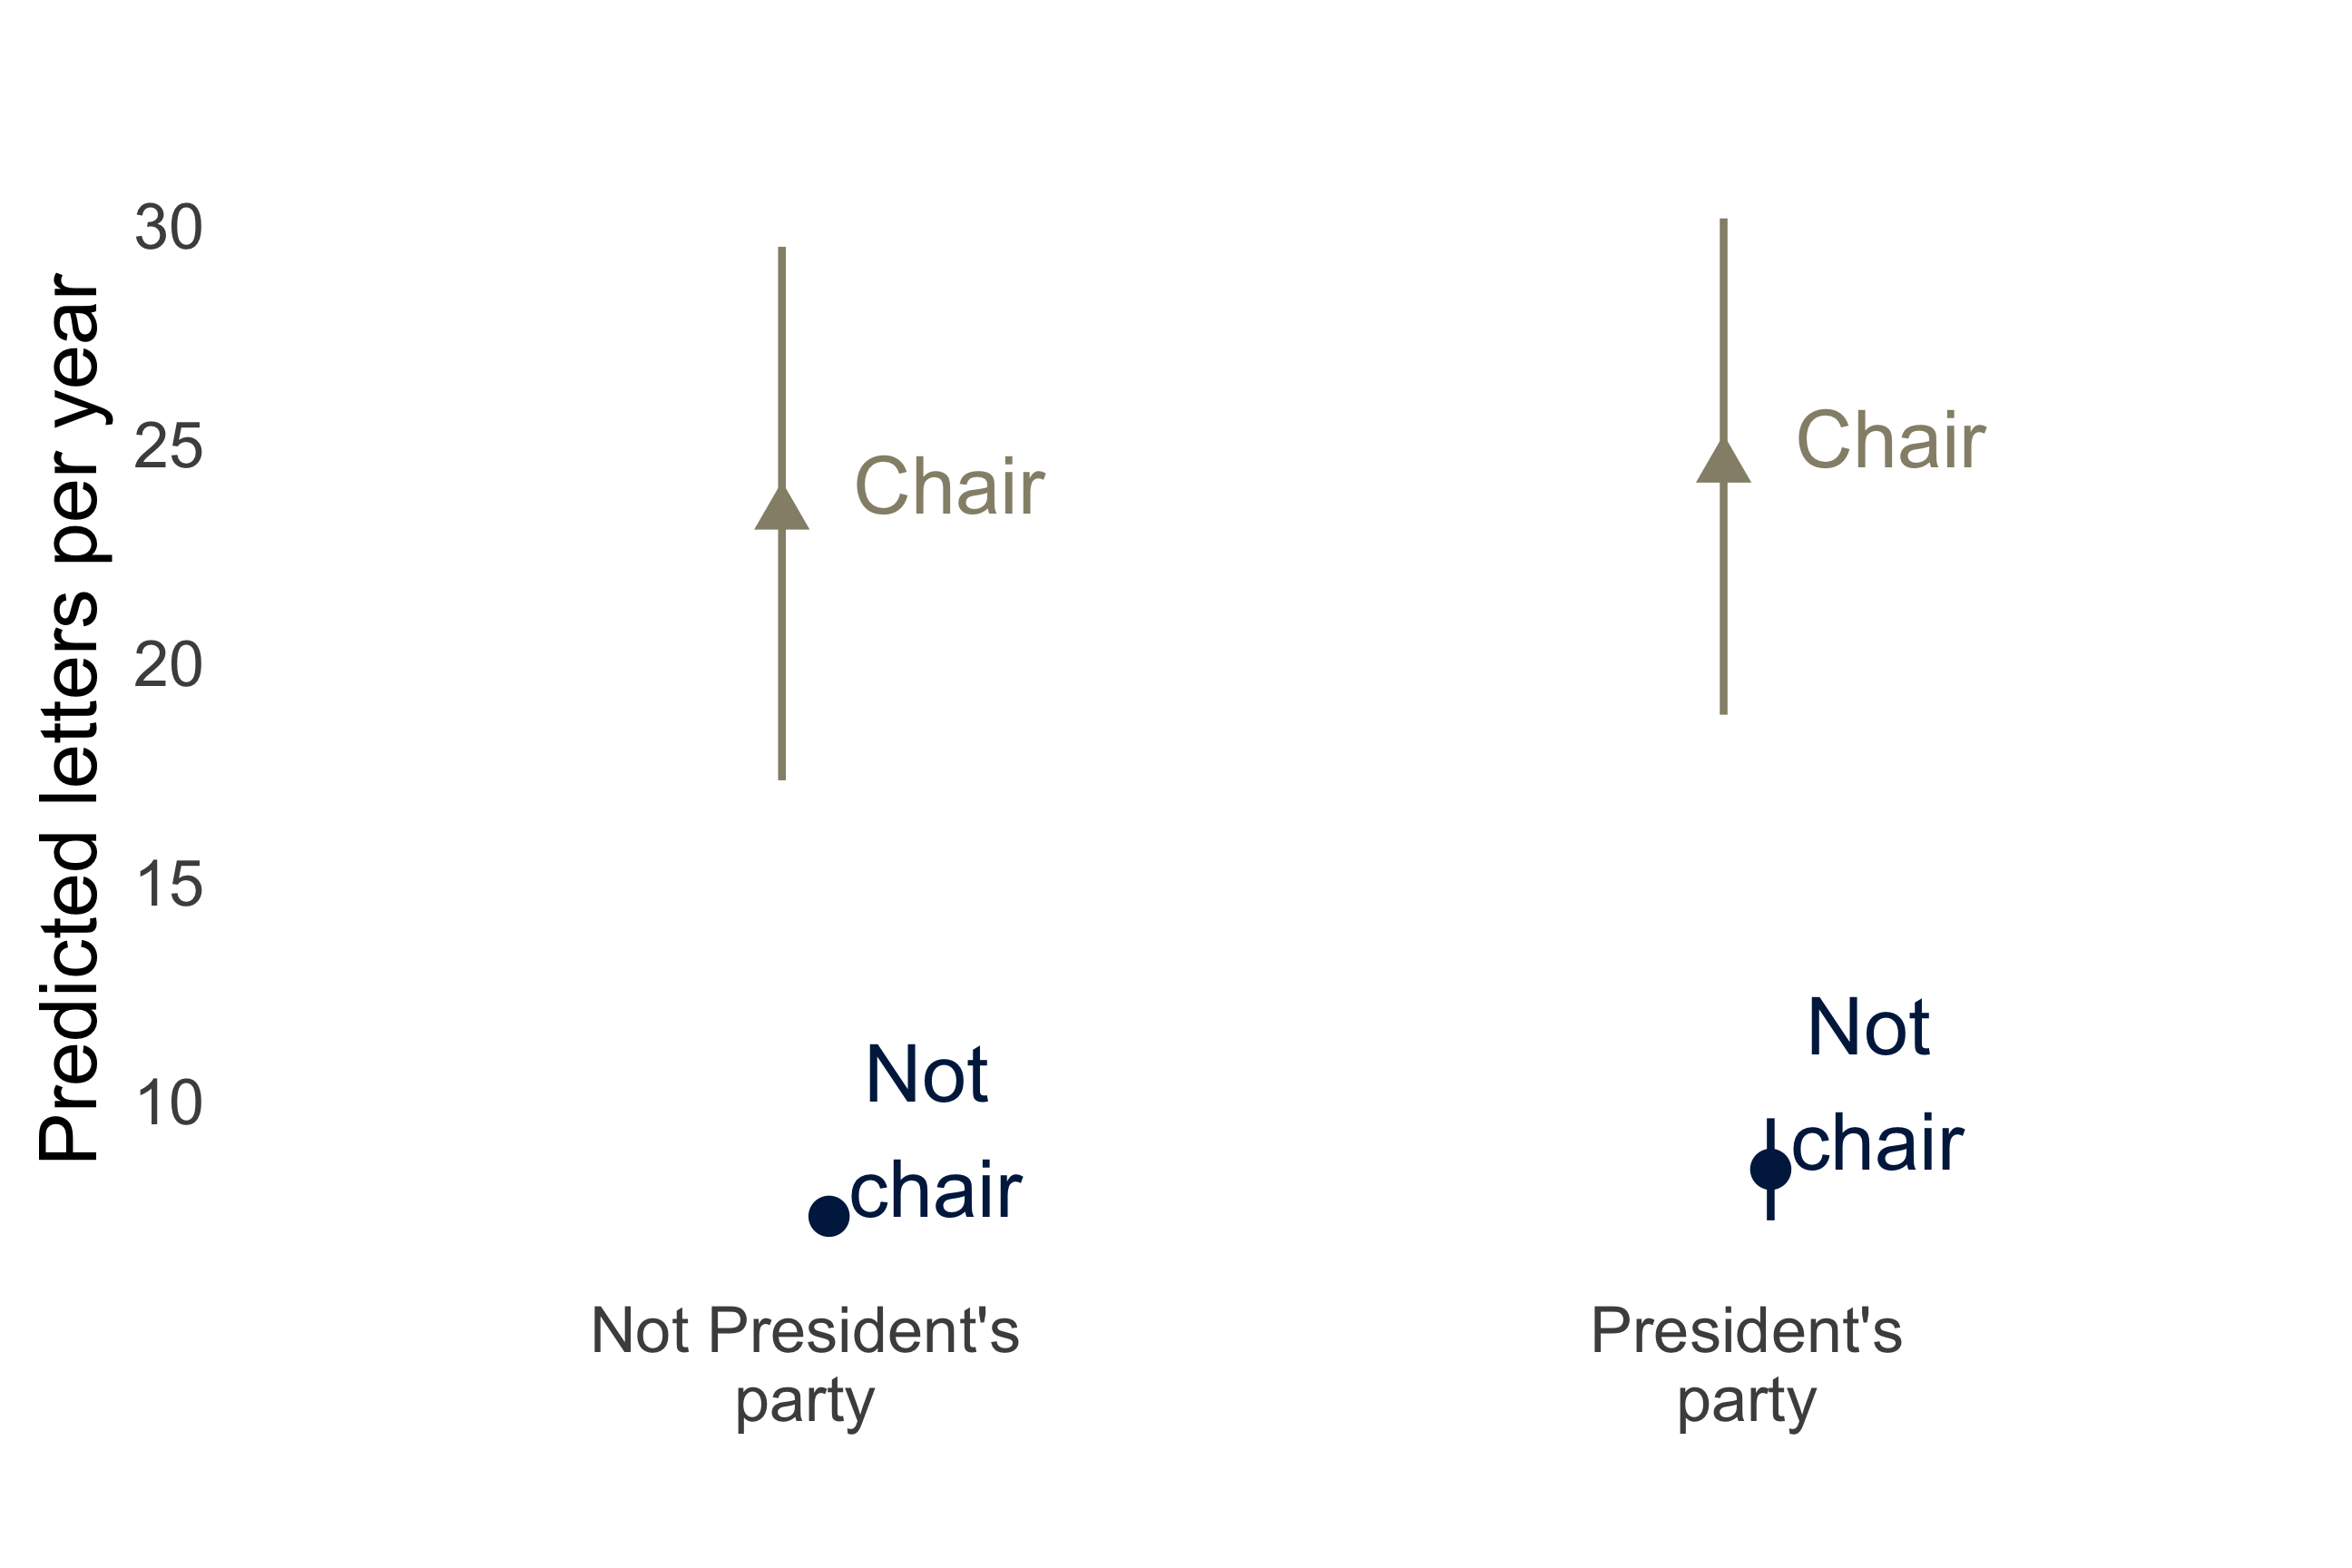 Predicted letters per year
30
25
20
15
10
Chair
Chair
Not
chair
Not
chair
Not President's
party
President's
party